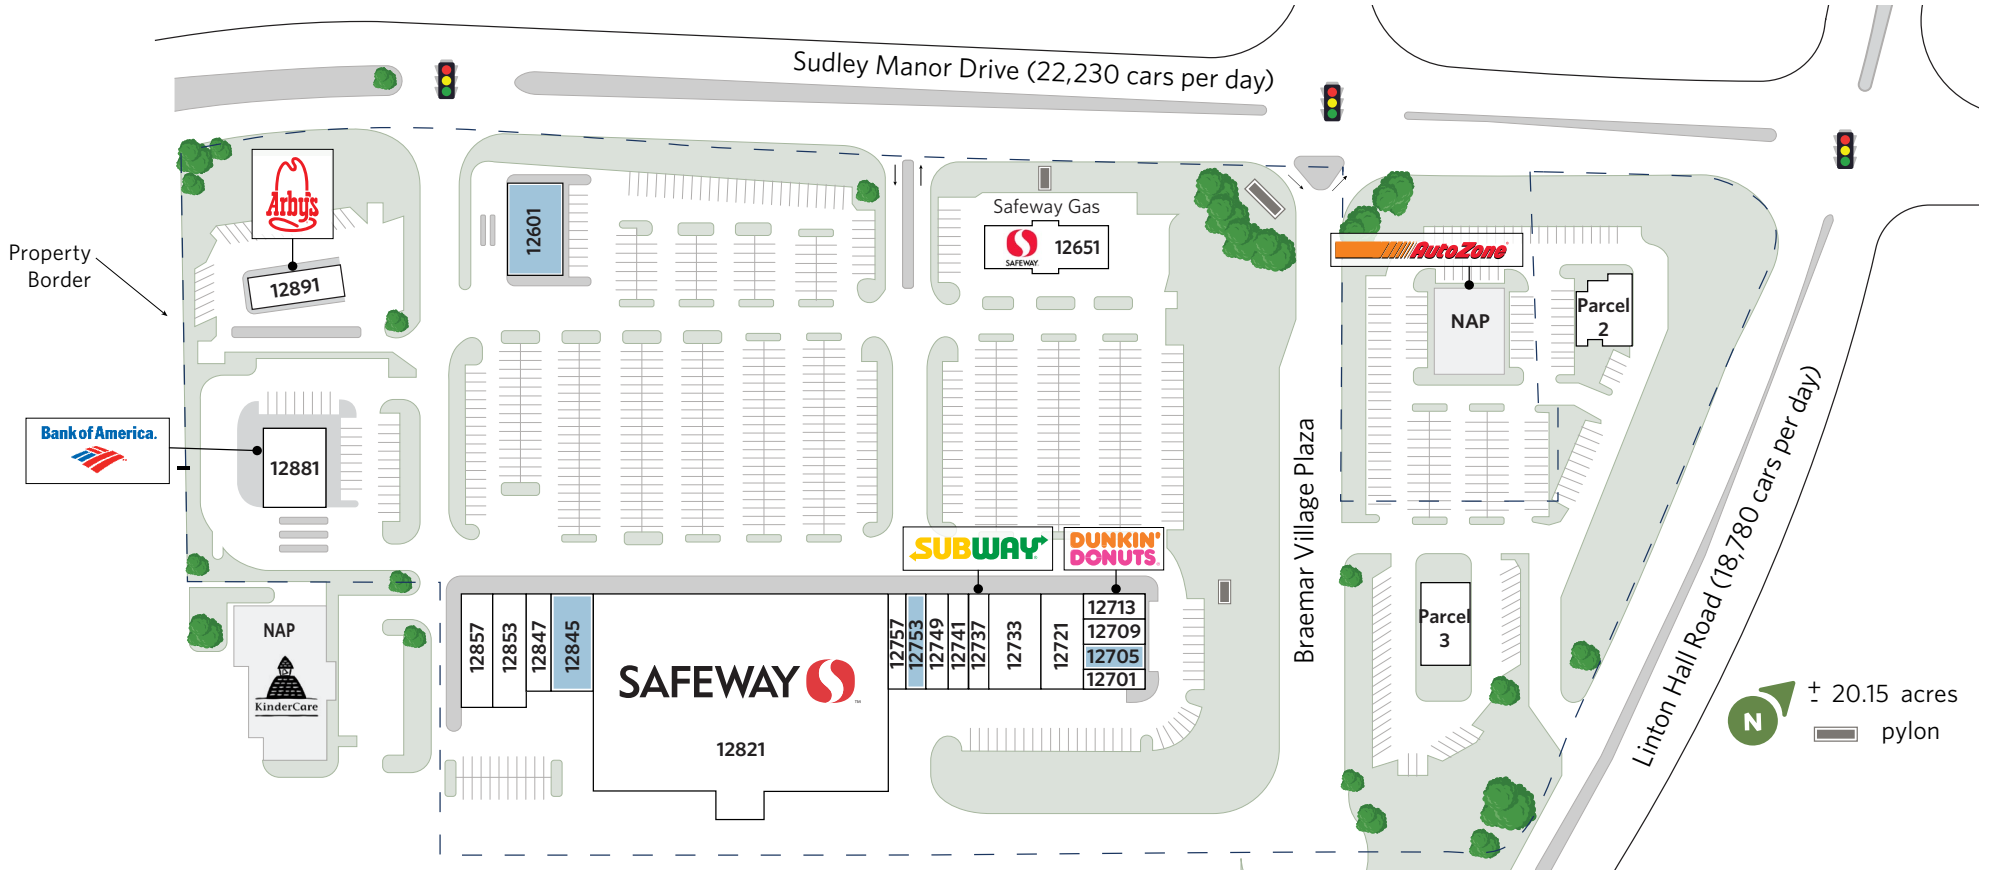 Sudley Manor Drive (22,230 cars per day)
Property
Border
Arby's
12891
12601
Safeway Gas
SAFEWAY
12651
AutoZone
NAP
Parcel
2
Bank of America.
12881
Braemar Village Plaza
Linton Hall Road (18,780 cars per day)
SUBWAY
DUNKIN'
DONUTS
NAP
KinderCare
12857
12853
12847
12845
SAFEWAY
12821
12757
12753
12749
12741
12737
12733
12721
12713
12709
12705
12701
Parcel
3
N
± 20.15 acres
pylon